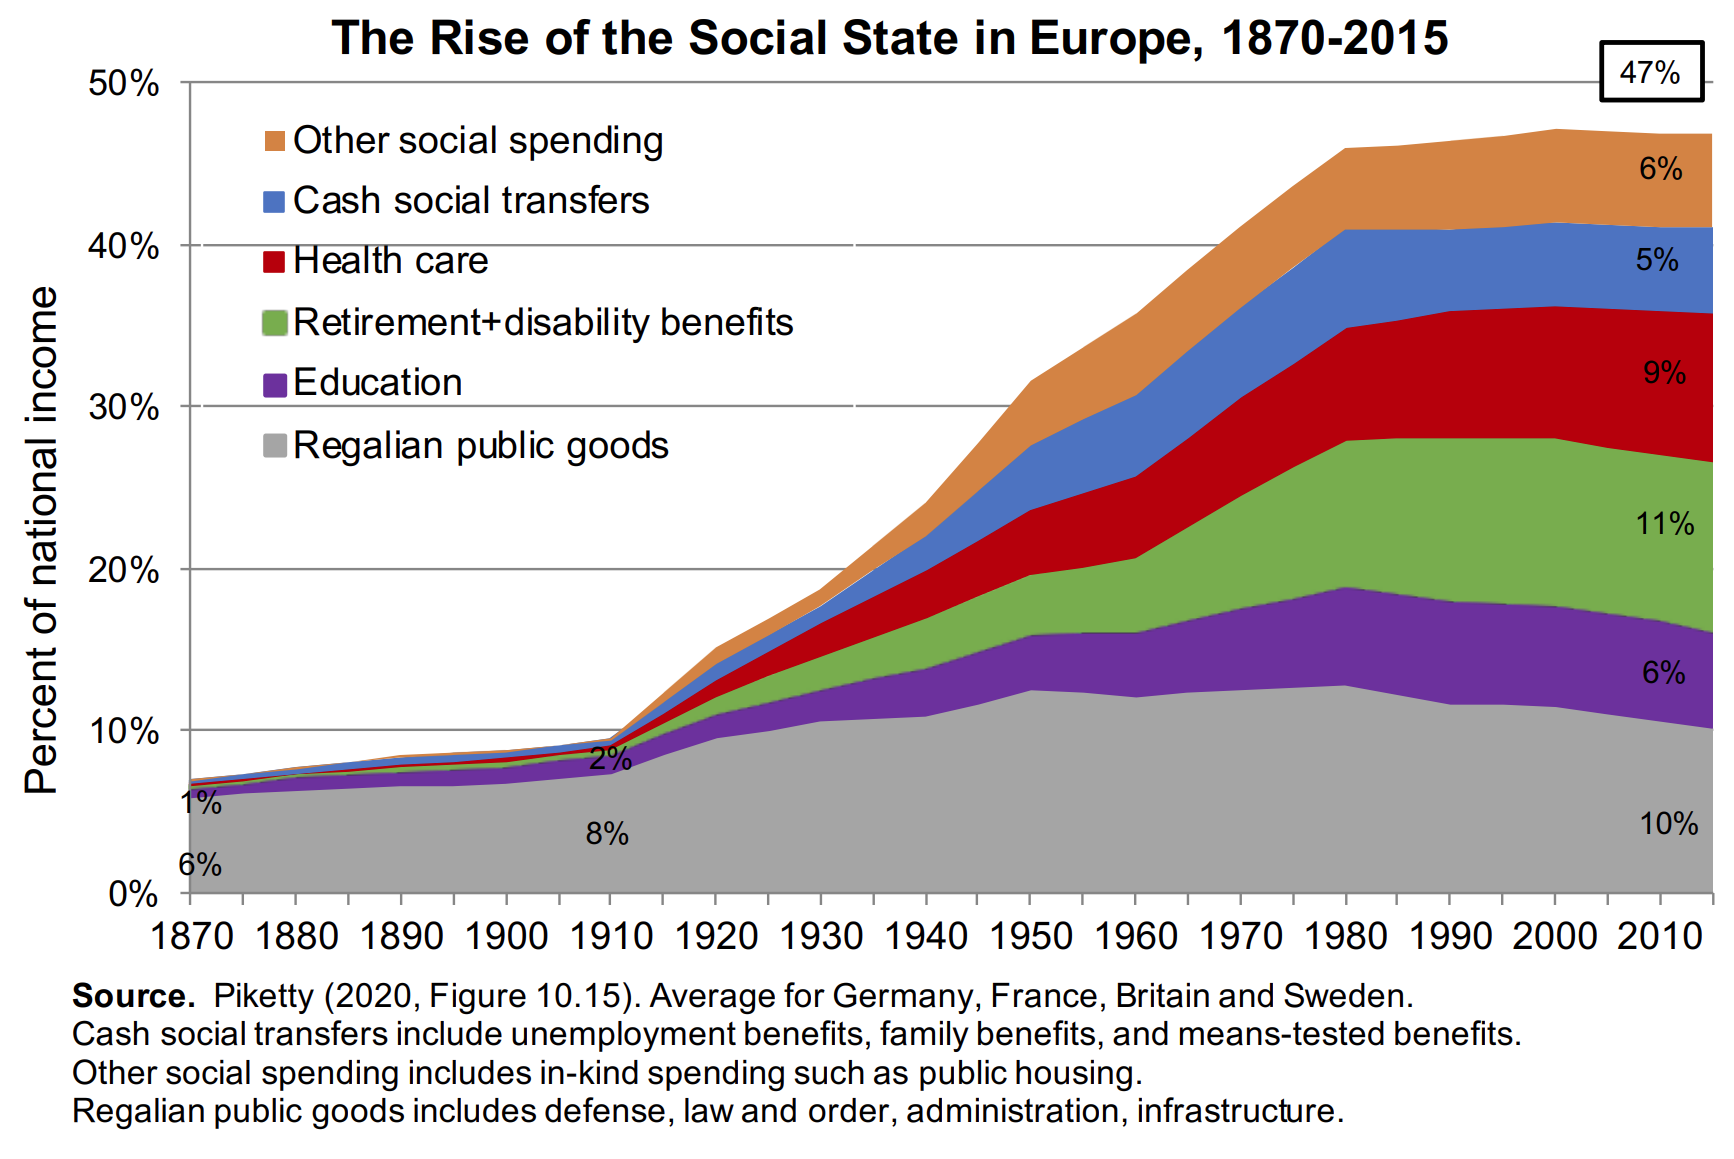 The Rise of the Social State in Europe, 1870-2015
47%
50%
40%
30%
20%
10%
0%
Percent of national income
Other social spending
Cash social transfers
Health care
Retirement+disability benefits
Education
Regalian public goods
6%
5%
9%
11%
6%
10%
2%
8%
1%
6%
1870 1880 1890 1900 1910 1920 1930 1940 1950 1960 1970 1980 1990 2000 2010
Source. Piketty (2020, Figure 10.15). Average for Germany, France, Britain and Sweden.
Cash social transfers include unemployment benefits, family benefits, and means-tested benefits.
Other social spending includes in-kind spending such as public housing.
Regalian public goods includes defense, law and order, administration, infrastructure.